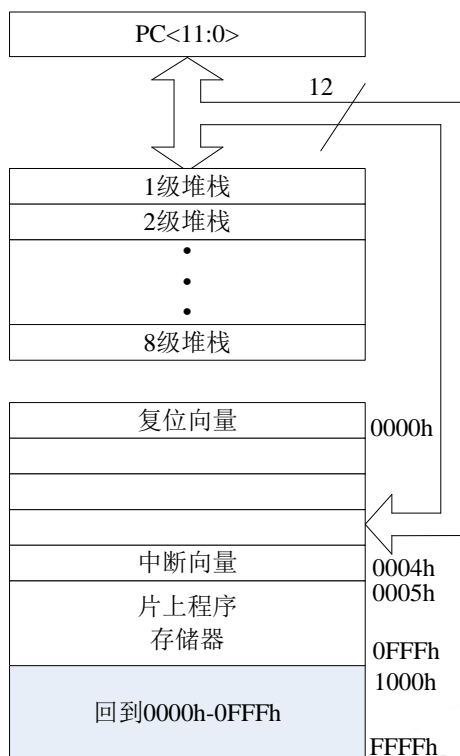 PC<11:0>
12
1级堆栈
2级堆栈
8级堆栈
复位向量
0000h
中断向量
0004h
0005h
片上程序
存储器
0FFFh
1000h
回到0000h-0FFFh
FFFFh